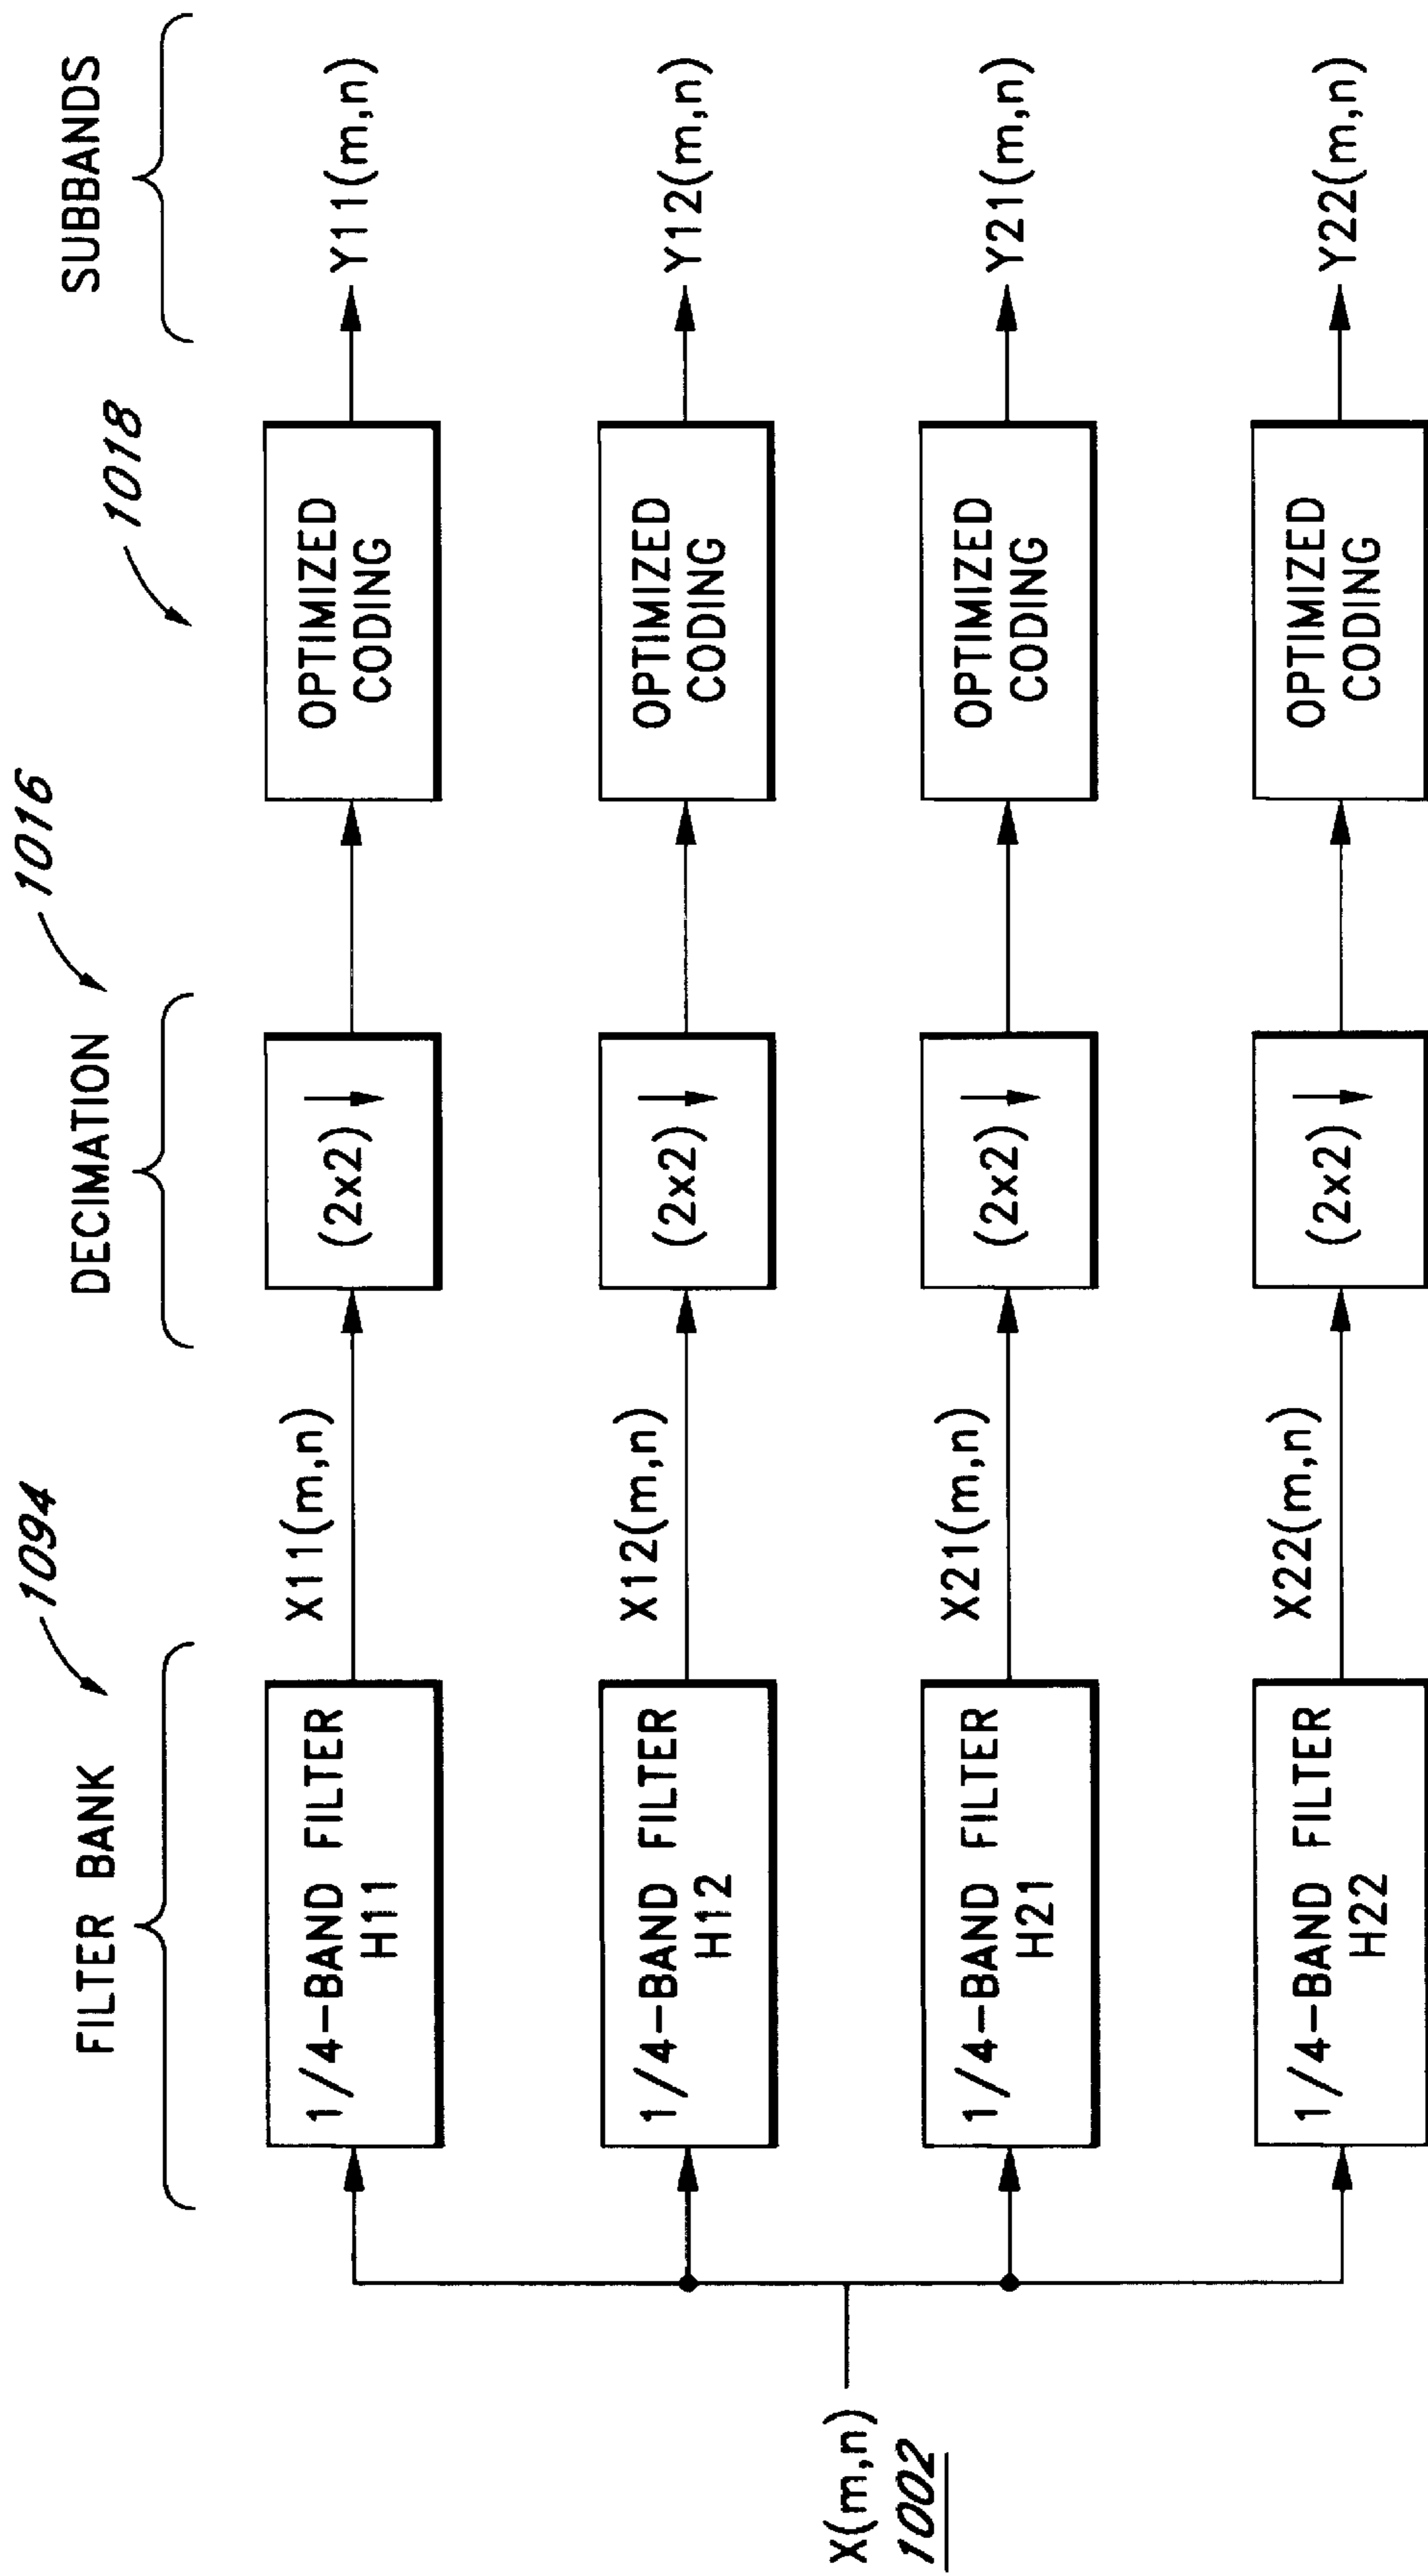 FILTER BANK
1094
DECIMATION
1016
1018
SUBBANDS
X(m,n)
1002
1/4-BAND FILTER
H11
X11(m,n)
(2x2) ↓
OPTIMIZED
CODING
Y11(m,n)
1/4-BAND FILTER
H12
X12(m,n)
(2x2) ↓
OPTIMIZED
CODING
Y12(m,n)
1/4-BAND FILTER
H21
X21(m,n)
(2x2) ↓
OPTIMIZED
CODING
Y21(m,n)
1/4-BAND FILTER
H22
X22(m,n)
(2x2) ↓
OPTIMIZED
CODING
Y22(m,n)